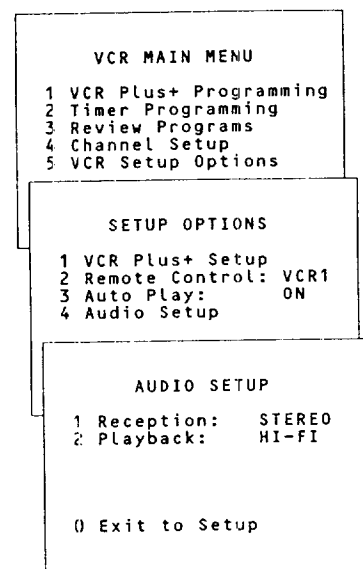 VCR MAIN MENU
1 VCR Plus+ Programming
2 Timer Programming
3 Review Programs
4 Channel Setup
5 VCR Setup Options
SETUP OPTIONS
1 VCR Plus+ Setup
2 Remote Control: VCR1
3 Auto Play: ON
4 Audio Setup
AUDIO SETUP
1 Reception: STEREO
2 Playback: HI-FI
0 Exit to Setup